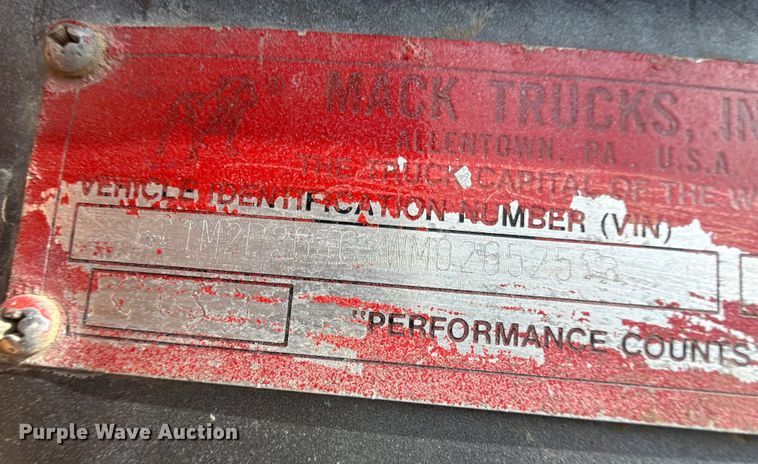 MACK TRUCKS, IN
ALLENTOWN, PA., U.S.A
THE TRUCK CAPITAL OF THE W
VEHICLE IDENTIFICATION NUMBER (VIN)
"PERFORMANCE COUNTS
Purple Wave Auction